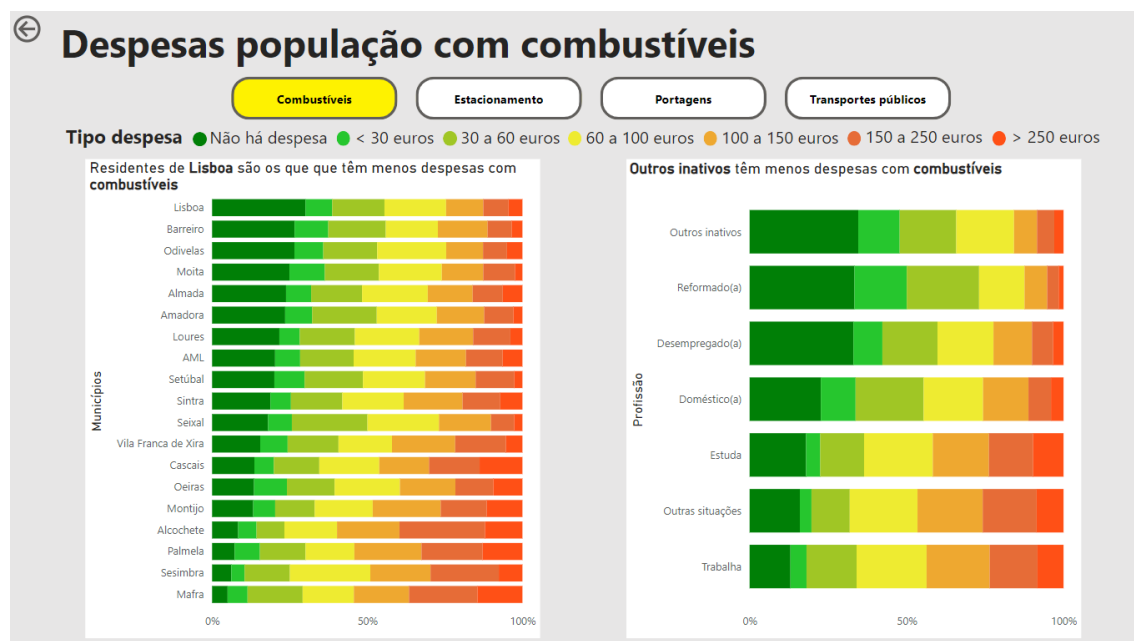 Despesas população com combustíveis
Combustíveis Estacionamento Portagens Transportes públicos
Tipo despesa Não há despesa < 30 euros 30 a 60 euros 60 a 100 euros 100 a 150 euros 150 a 250 euros > 250 euros
Residentes de Lisboa são os que que têm menos despesas com
combustíveis
Municípios
Lisboa
Barreiro
Odivelas
Moita
Almada
Amadora
Loures
AML
Setúbal
Sintra
Seixal
Vila Franca de Xira
Cascais
Oeiras
Montijo
Alcochete
Palmela
Sesimbra
Mafra
0% 50% 100%
Outros inativos têm menos despesas com combustíveis
Profissão
Outros inativos
Reformado(a)
Desempregado(a)
Doméstico(a)
Estuda
Outras situações
Trabalha
0% 50% 100%